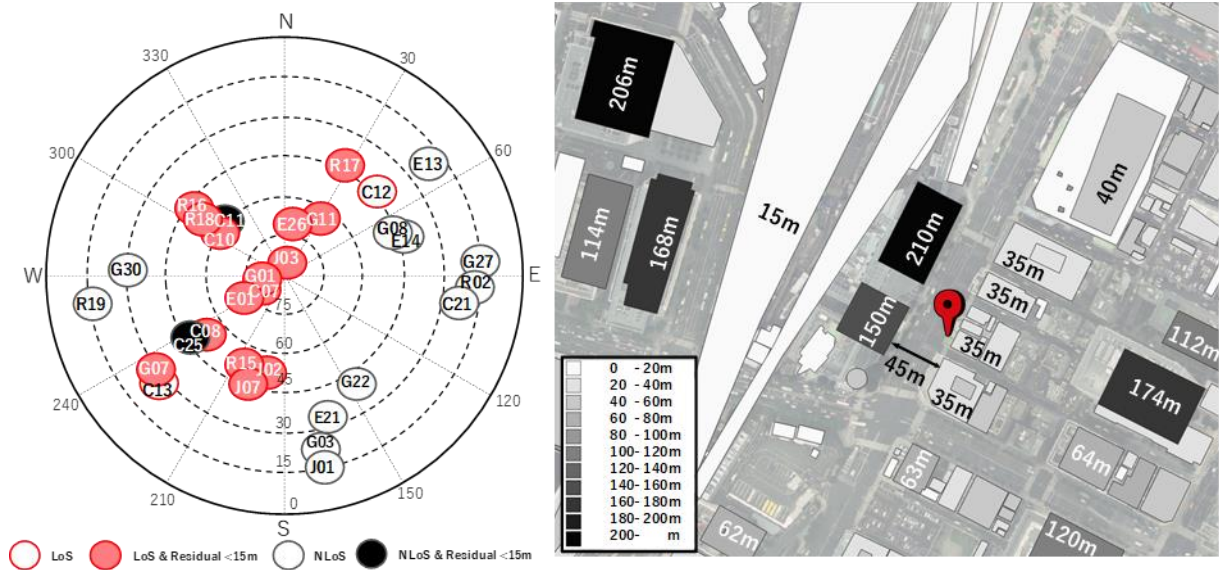 N
330
30
300
60
W
E
240
120
210
150
S
75
60
45
30
15
0
R17
E13
C12
R16
R18
C11
C10
E26
G11
G08
E14
J03
G27
G30
G01
R02
C07
E01
C21
R19
C08
C25
R15
J02
G07
J07
C13
G22
E21
G03
J01
LoS
LoS & Residual <15m
NLoS
NLoS & Residual <15m
206m
114m
168m
15m
210m
150m
40m
35m
35m
35m
35m
45m
112m
174m
64m
63m
62m
120m
0 - 20m
20 - 40m
40 - 60m
60 - 80m
80 - 100m
100 - 120m
120 - 140m
140 - 160m
160 - 180m
180 - 200m
200 - m